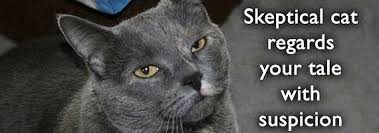 Skeptical cat
regards
your tale
with
suspicion